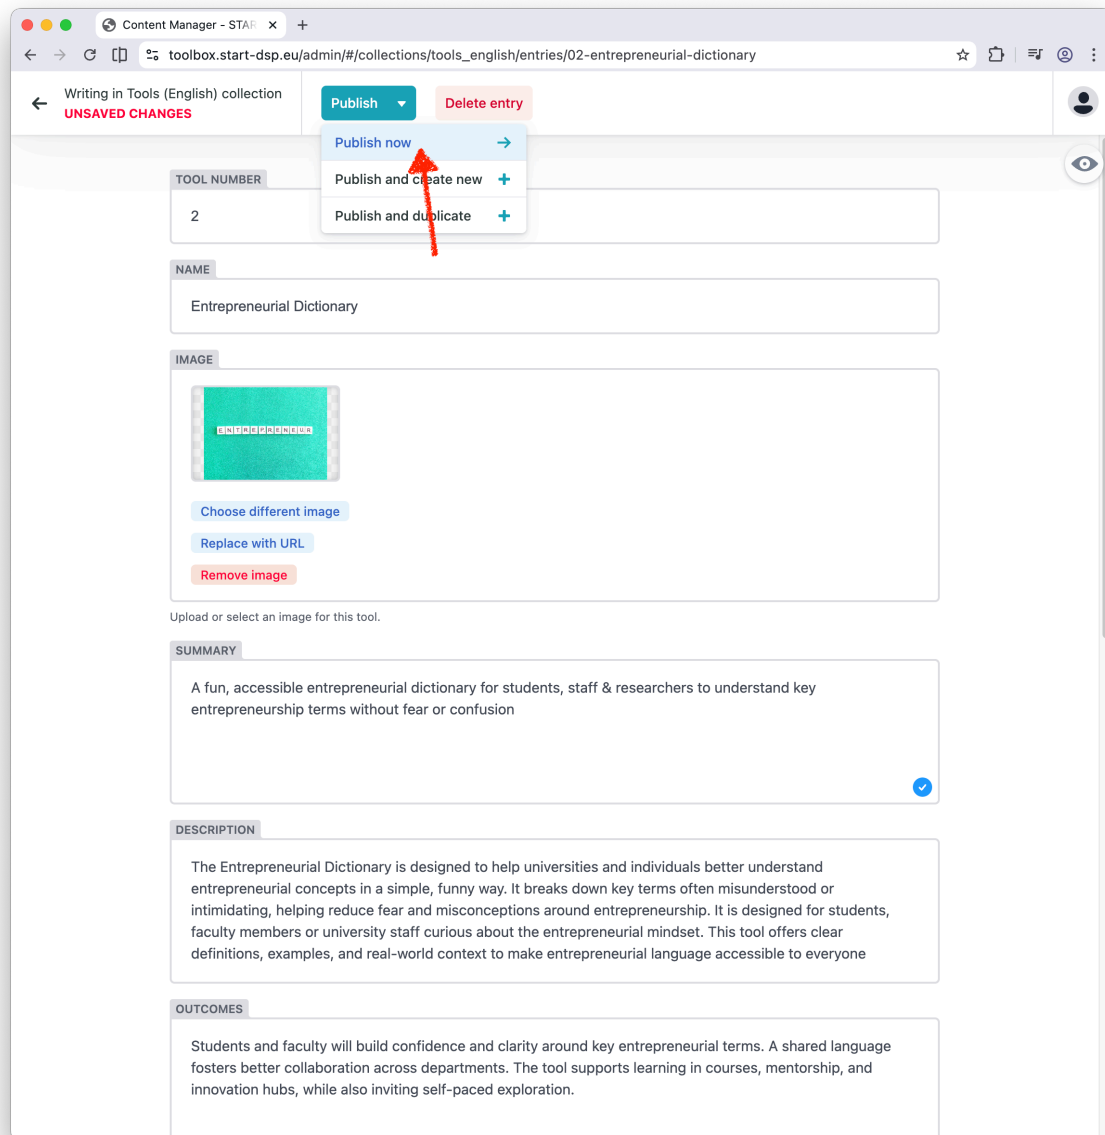 Content Manager - STAR
toolbox.start-dsp.eu/admin/#/collections/tools_english/entries/02-entrepreneurial-dictionary
Writing in Tools (English) collection
UNSAVED CHANGES
Publish
Delete entry
Publish now
Publish and create new
Publish and duplicate
TOOL NUMBER
2
NAME
Entrepreneurial Dictionary
IMAGE
ENTREPRENEUR
Choose different image
Replace with URL
Remove image
Upload or select an image for this tool.
SUMMARY
A fun, accessible entrepreneurial dictionary for students, staff & researchers to understand key
entrepreneurship terms without fear or confusion
DESCRIPTION
The Entrepreneurial Dictionary is designed to help universities and individuals better understand
entrepreneurial concepts in a simple, funny way. It breaks down key terms often misunderstood or
intimidating, helping reduce fear and misconceptions around entrepreneurship. It is designed for students,
faculty members or university staff curious about the entrepreneurial mindset. This tool offers clear
definitions, examples, and real-world context to make entrepreneurial language accessible to everyone
OUTCOMES
Students and faculty will build confidence and clarity around key entrepreneurial terms. A shared language
fosters better collaboration across departments. The tool supports learning in courses, mentorship, and
innovation hubs, while also inviting self-paced exploration.